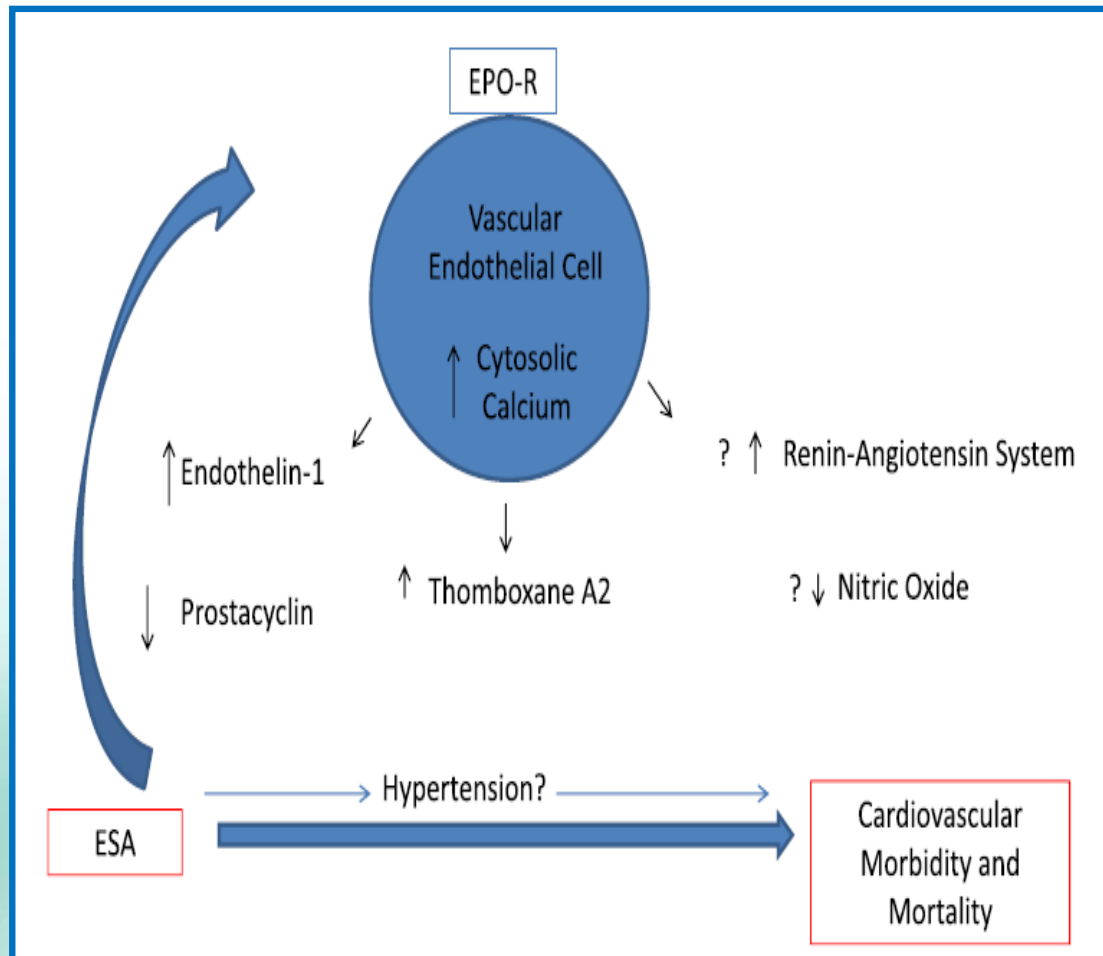 EPO-R
Vascular
Endothelial Cell
↑ Cytosolic
Calcium
↑ Endothelin-1
? ↑ Renin-Angiotensin System
↓ Prostacyclin
↑ Thomboxane A2
? ↓ Nitric Oxide
Hypertension?
ESA
Cardiovascular
Morbidity and
Mortality